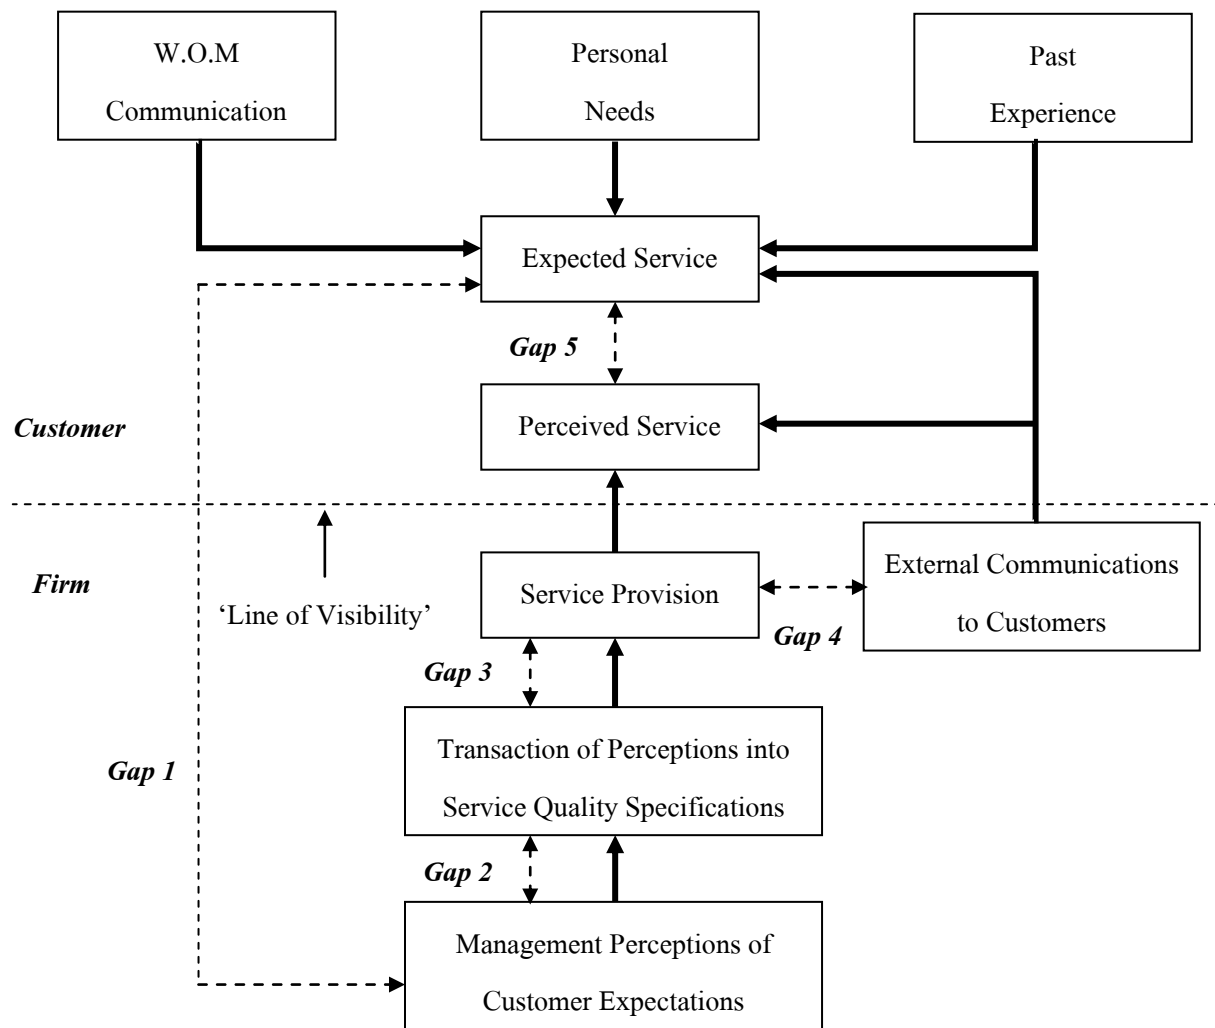 W.O.M
Communication
Personal
Needs
Past
Experience
Expected Service
Gap 5
Perceived Service
Customer
Firm
‘Line of Visibility’
Service Provision
External Communications
to Customers
Gap 4
Gap 3
Transaction of Perceptions into
Service Quality Specifications
Gap 1
Gap 2
Management Perceptions of
Customer Expectations